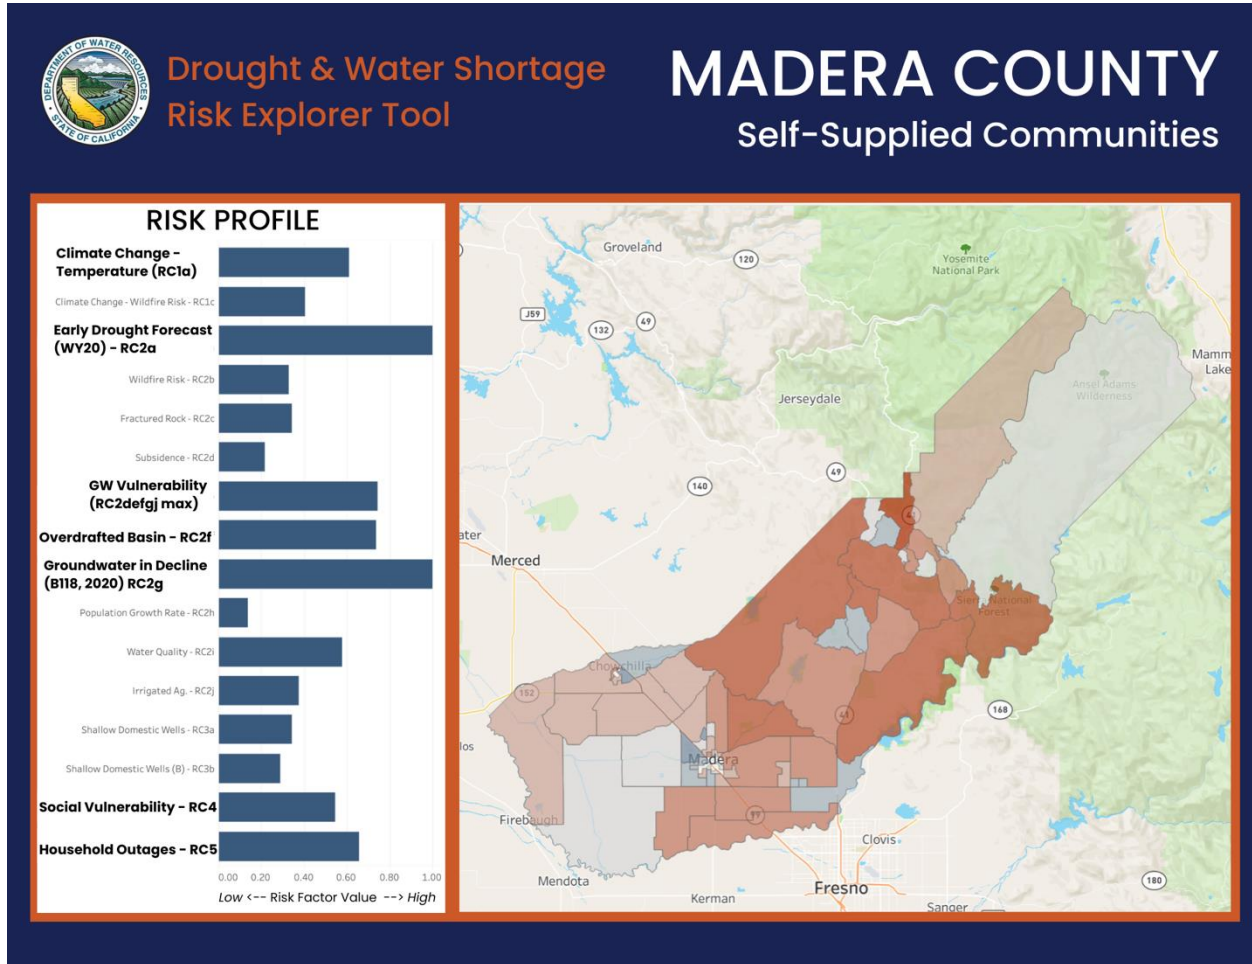 DEPARTMENT OF WATER RESOURCES
STATE OF CALIFORNIA
Drought & Water Shortage
Risk Explorer Tool
MADERA COUNTY
Self-Supplied Communities
RISK PROFILE
Climate Change -
Temperature (RC1a)
Climate Change - Wildfire Risk - RC1c
Early Drought Forecast
(WY20) - RC2a
Wildfire Risk - RC2b
Fractured Rock - RC2c
Subsidence - RC2d
GW Vulnerability
(RC2defgj max)
Overdrafted Basin - RC2f
Groundwater in Decline
(B118, 2020) RC2g
Population Growth Rate - RC2h
Water Quality - RC2i
Irrigated Ag. - RC2j
Shallow Domestic Wells - RC3a
Shallow Domestic Wells (B) - RC3b
Social Vulnerability - RC4
Household Outages - RC5
0.00 0.20 0.40 0.60 0.80 1.00
Low <-- Risk Factor Value --> High
Groveland
120
Yosemite
National Park
J59
49
132
Mamm
Lake
Ansel Adams
Wilderness
Jerseydale
49
140
41
ater
Merced
Sierra National
Forest
Chowchilla
152
168
41
los
Madera
Firebaugh
99
Clovis
Mendota
180
Fresno
Kerman
Sanger